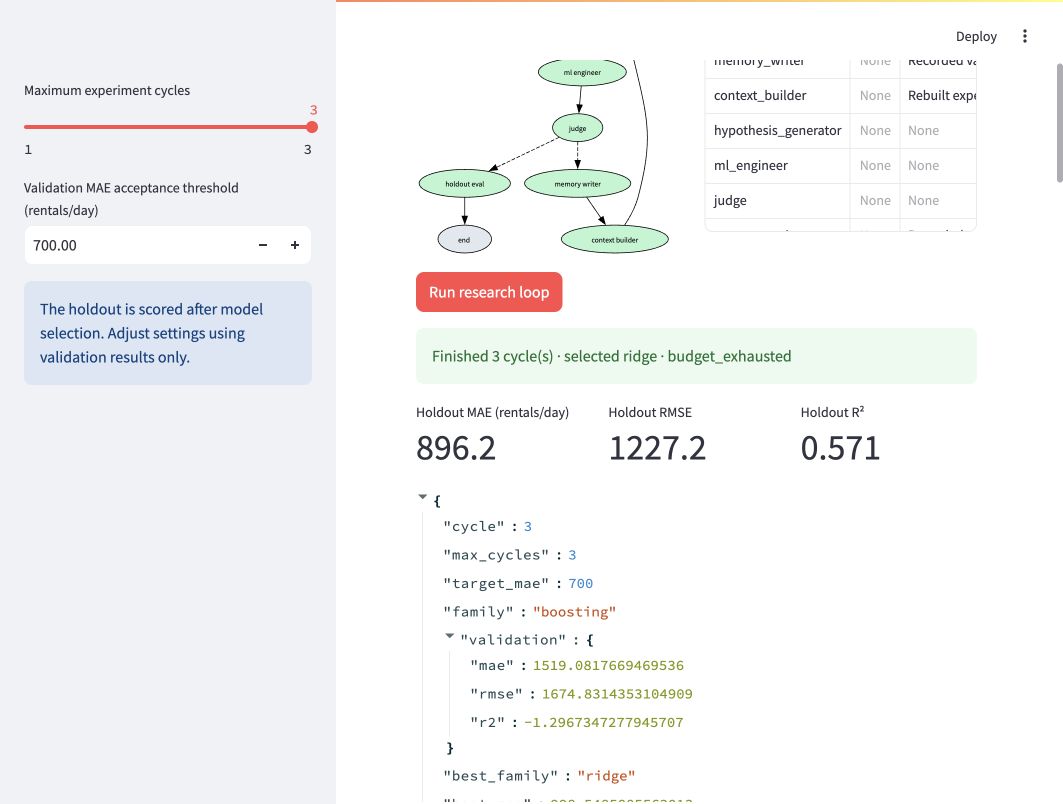 Deploy
Maximum experiment cycles
3
1
3
Validation MAE acceptance threshold
(rentals/day)
700.00
The holdout is scored after model
selection. Adjust settings using
validation results only.
ml engineer
judge
holdout eval
memory writer
end
context builder
memory_writer None Recorded va
context_builder None Rebuilt expe
hypothesis_generator None None
ml_engineer None None
judge None None
Run research loop
Finished 3 cycle(s) · selected ridge · budget_exhausted
Holdout MAE (rentals/day) Holdout RMSE Holdout R²
896.2 1227.2 0.571
{
"cycle" : 3
"max_cycles" : 3
"target_mae" : 700
"family" : "boosting"
"validation" : {
"mae" : 1519.0817669469536
"rmse" : 1674.8314353104909
"r2" : -1.2967347277945707
}
"best_family" : "ridge"